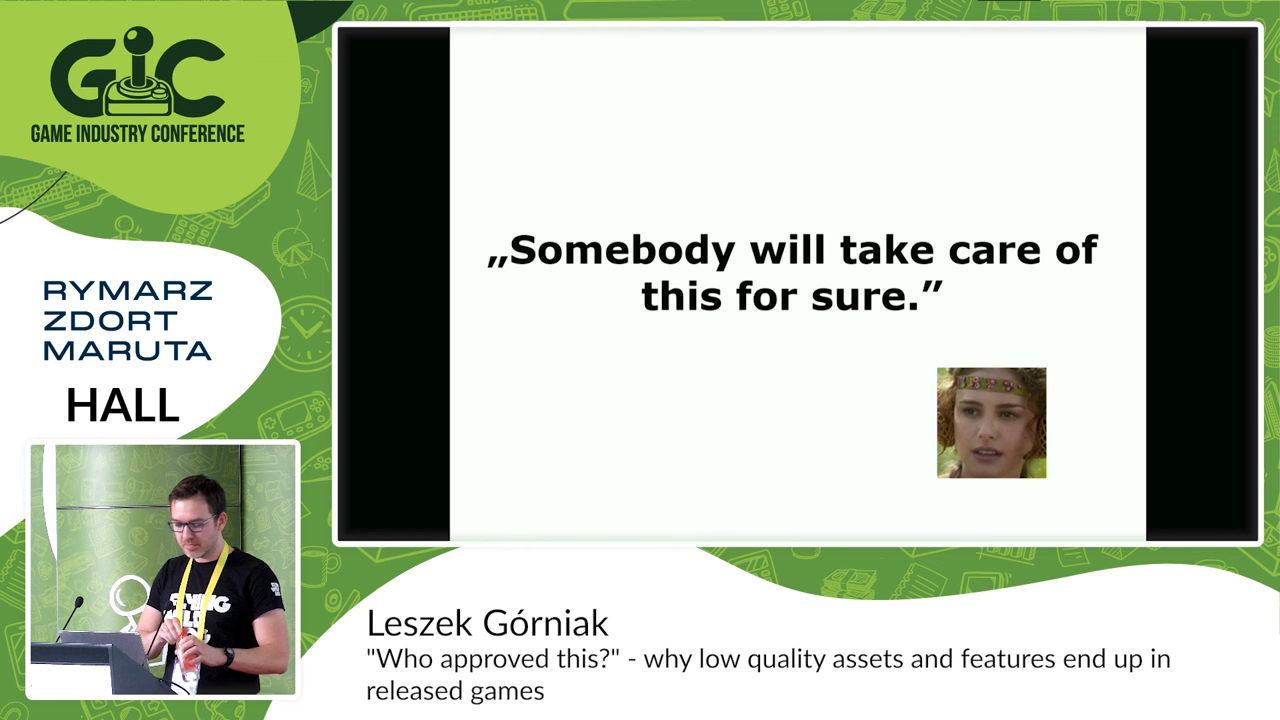 GIC
GAME INDUSTRY CONFERENCE
RYMARZ
ZDORT
MARUTA
HALL
„Somebody will take care of
this for sure.”
Leszek Górniak
"Who approved this?" - why low quality assets and features end up in
released games